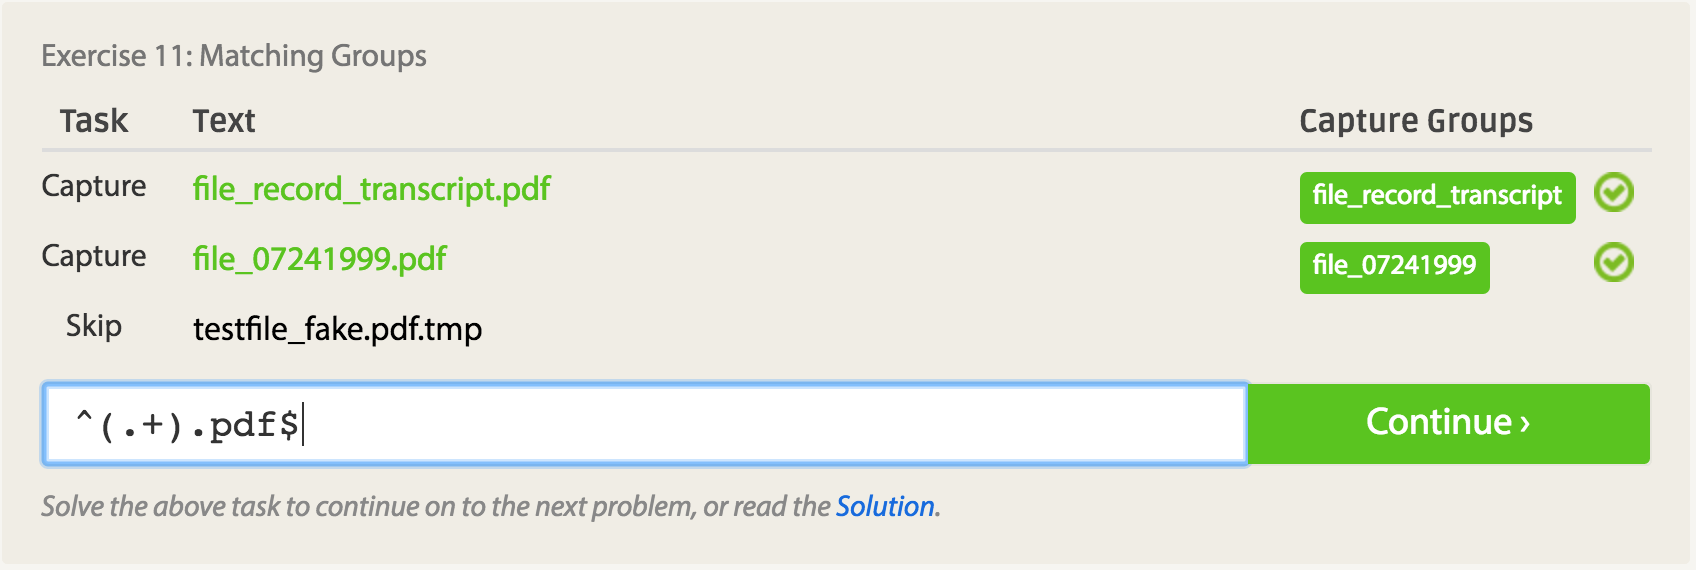 Exercise 11: Matching Groups
Task Text Capture Groups
Capture file_record_transcript.pdf file_record_transcript
Capture file_07241999.pdf file_07241999
Skip testfile_fake.pdf.tmp
^(.+).pdf$ Continue ›
Solve the above task to continue on to the next problem, or read the Solution.